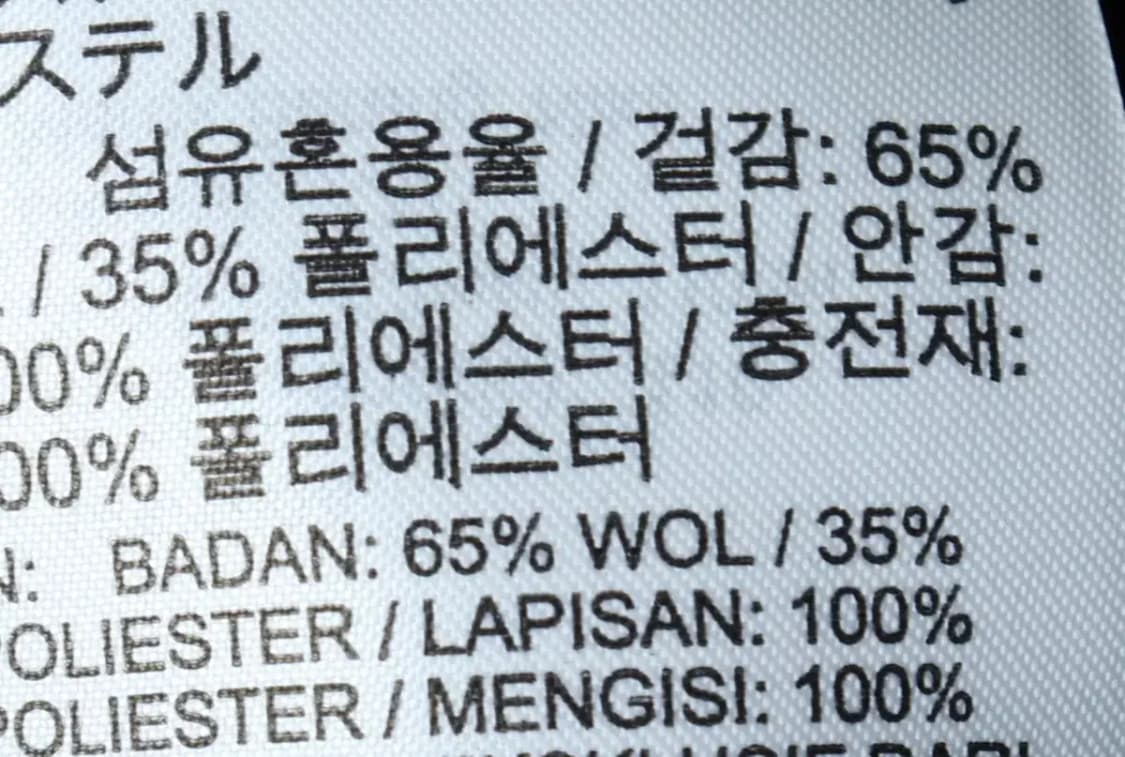 ステル
섬유혼용율 / 겉감: 65%
/ 35% 폴리에스터 / 안감:
00% 폴리에스터 / 충전재:
00% 폴리에스터
N: BADAN: 65% WOL / 35%
POLIESTER / LAPISAN: 100%
POLIESTER / MENGISI: 100%